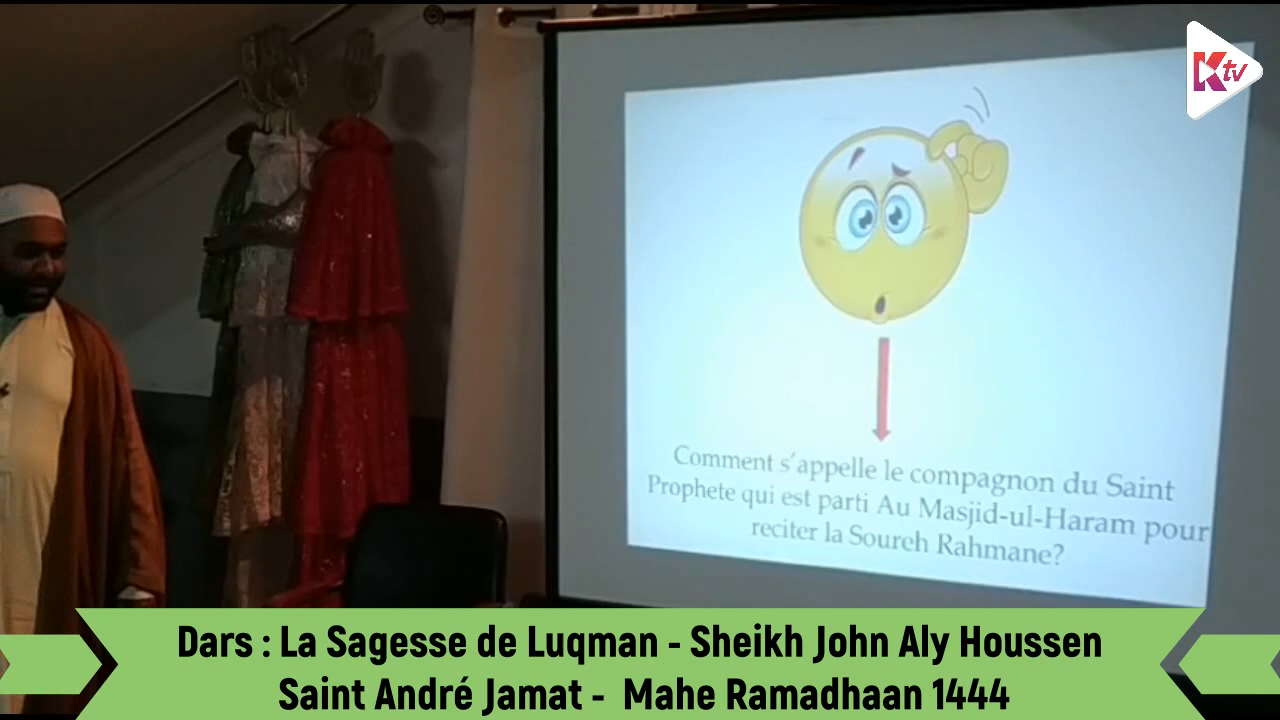 Ktv
Comment s'appelle le compagnon du Saint
Prophete qui est parti Au Masjid-ul-Haram pour
reciter la Soureh Rahmane?
Dars : La Sagesse de Luqman - Sheikh John Aly Houssen
Saint André Jamat - Mahe Ramadhaan 1444